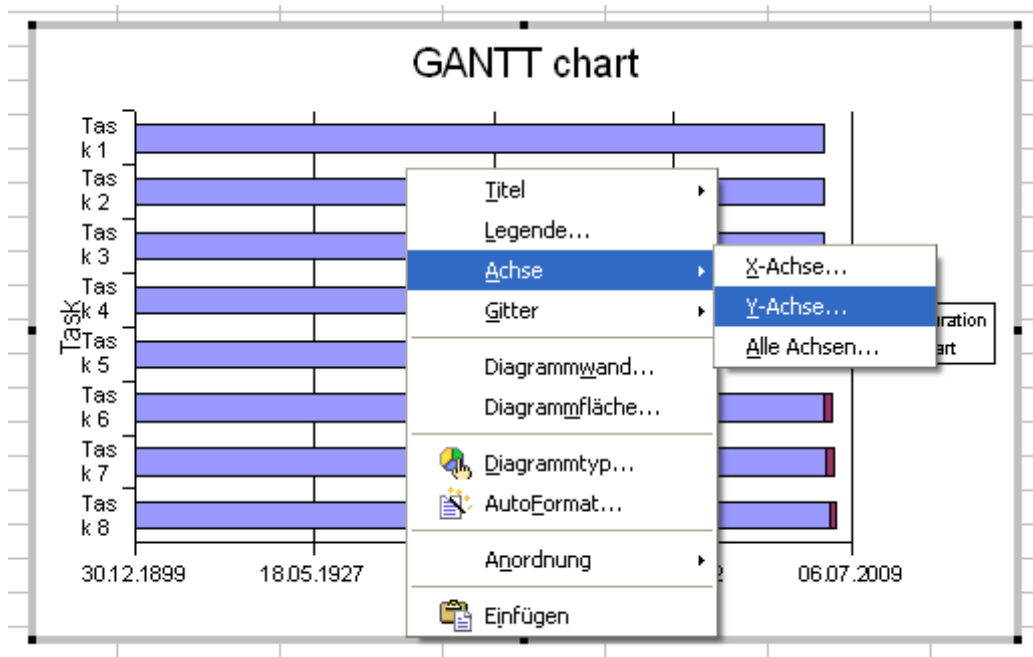 GANTT chart
Tas
k 1
Tas
k 2
Tas
k 3
Tas
k 4
Tas
k 5
Tas
k 6
Tas
k 7
Tas
k 8
Task
30.12.1899
18.05.1927
06.07.2009
Titel
Legende...
Achse
Gitter
Diagrammwand...
Diagrammfläche...
Diagrammtyp...
AutoFormat...
Anordnung
Einfügen
X-Achse...
Y-Achse...
Alle Achsen...